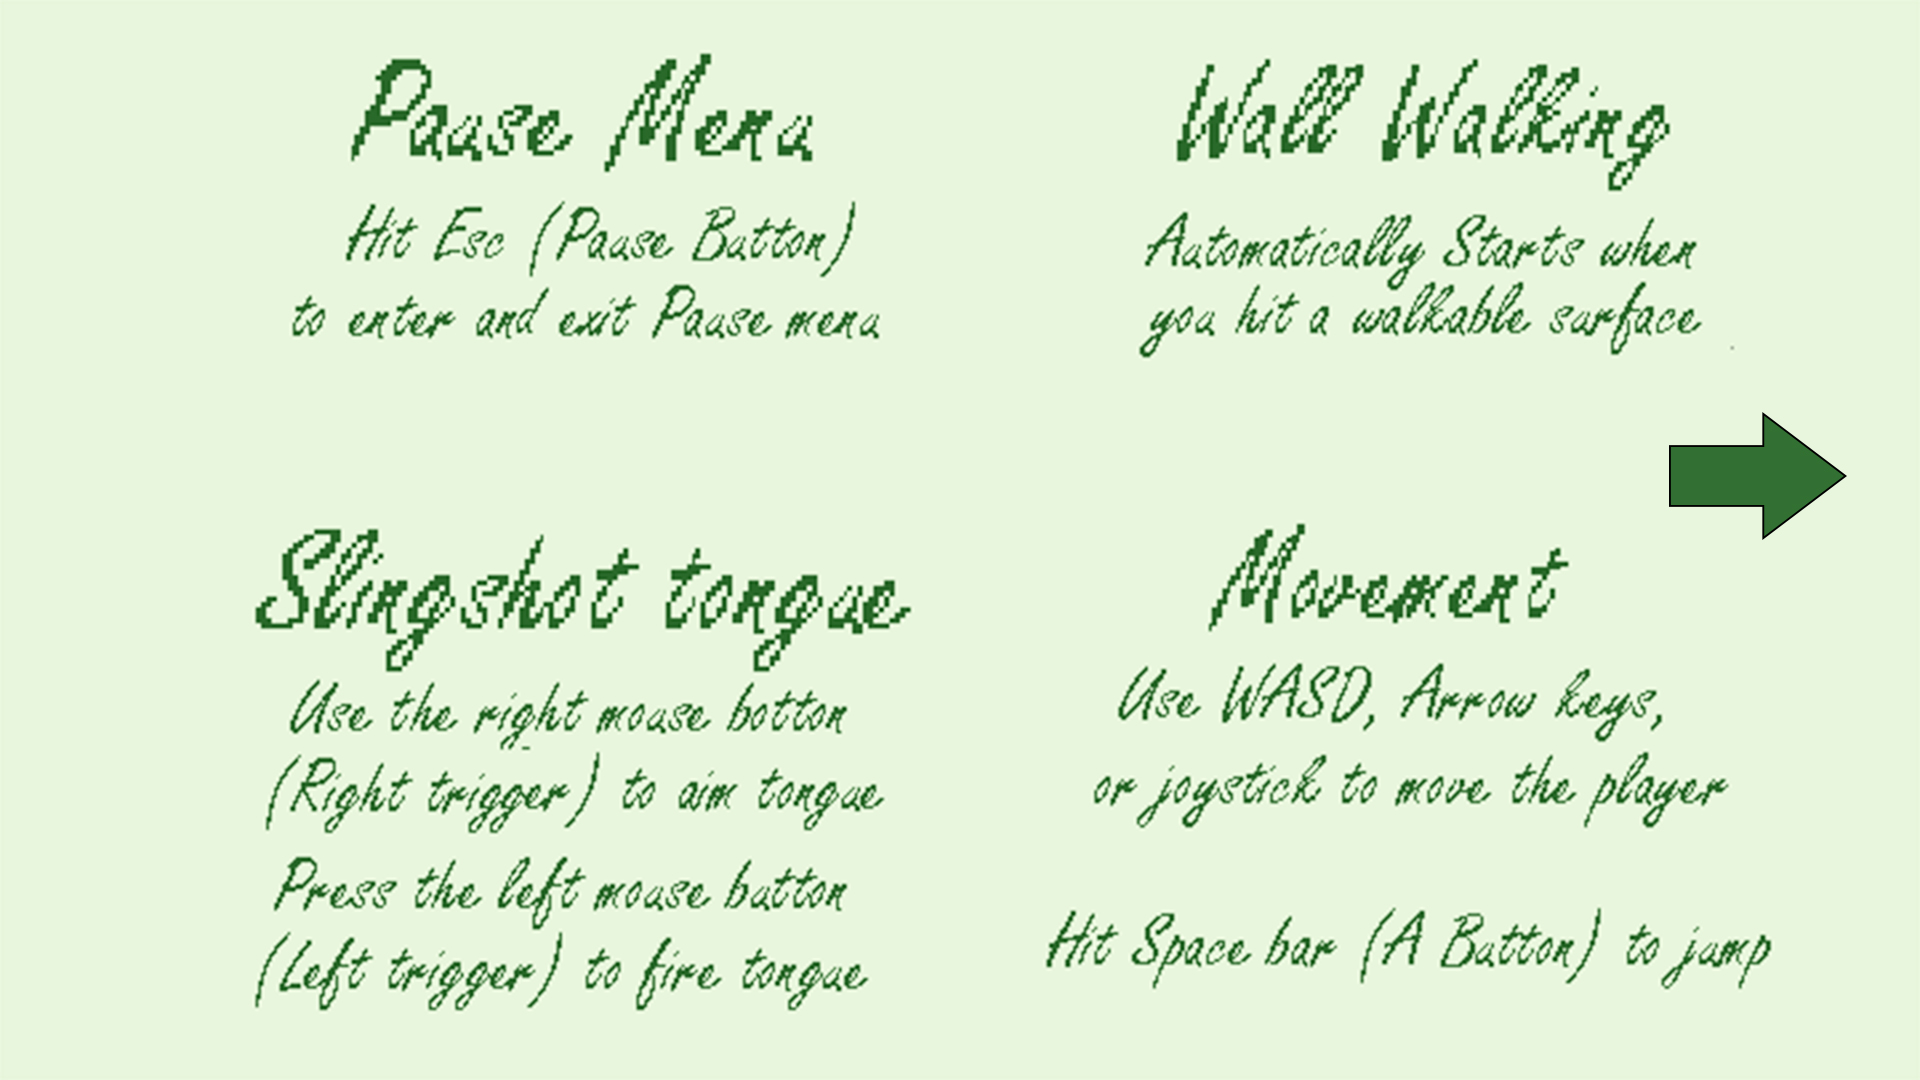 Pause Menu
Hit Esc (Pause Button)
to enter and exit Pause menu
Wall Walking
Automatically Starts when
you hit a walkable surface
Slingshot tongue
Use the right mouse botton
(Right trigger) to aim tongue
Press the left mouse button
(Left trigger) to fire tongue
Movement
Use WASD, Arrow keys,
or joystick to move the player
Hit Space bar (A Button) to jump